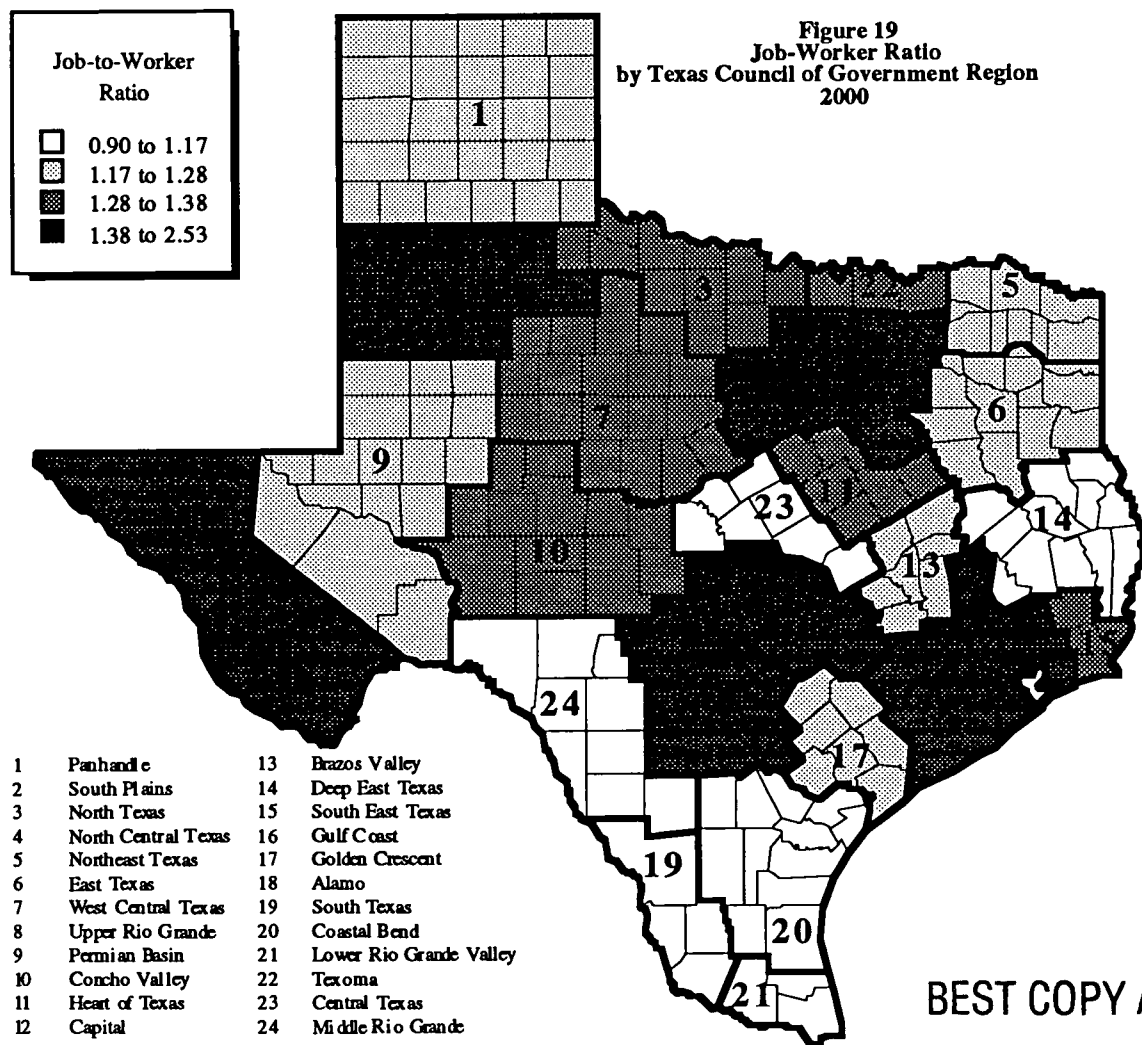 Figure 19
Job-Worker Ratio
by Texas Council of Government Region
2000
Job-to-Worker
Ratio
0.90 to 1.17
1.17 to 1.28
1.28 to 1.38
1.38 to 2.53
1
3
22
5
6
7
9
23
11
10
13
14
15
24
17
19
20
21
1 Panhandle
2 South Plains
3 North Texas
4 North Central Texas
5 Northeast Texas
6 East Texas
7 West Central Texas
8 Upper Rio Grande
9 Permian Basin
10 Concho Valley
11 Heart of Texas
12 Capital
13 Brazos Valley
14 Deep East Texas
15 South East Texas
16 Gulf Coast
17 Golden Crescent
18 Alamo
19 South Texas
20 Coastal Bend
21 Lower Rio Grande Valley
22 Texoma
23 Central Texas
24 Middle Rio Grande
BEST COPY A